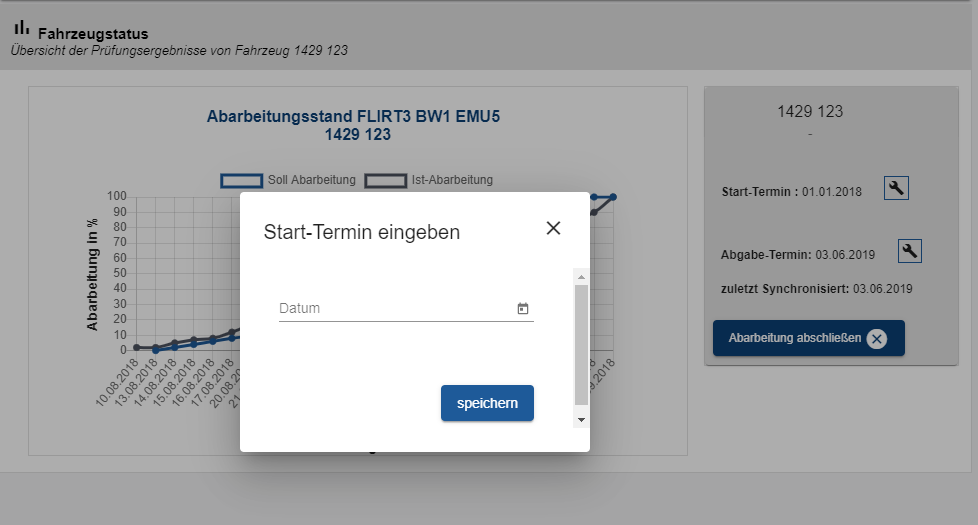 Fahrzeugstatus
Übersicht der Prüfungsergebnisse von Fahrzeug 1429 123
Abarbeitungsstand FLIRT3 BW1 EMU5
1429 123
Soll Abarbeitung
Ist-Abarbeitung
Abarbeitung in %
100
90
80
70
60
50
40
30
20
10
0
10.08.2018
13.08.2018
14.08.2018
15.08.2018
16.08.2018
17.08.2018
20.08.2018
Start-Termin eingeben
Datum
speichern
1429 123
-
Start-Termin : 01.01.2018
Abgabe-Termin: 03.06.2019
zuletzt Synchronisiert: 03.06.2019
Abarbeitung abschließen